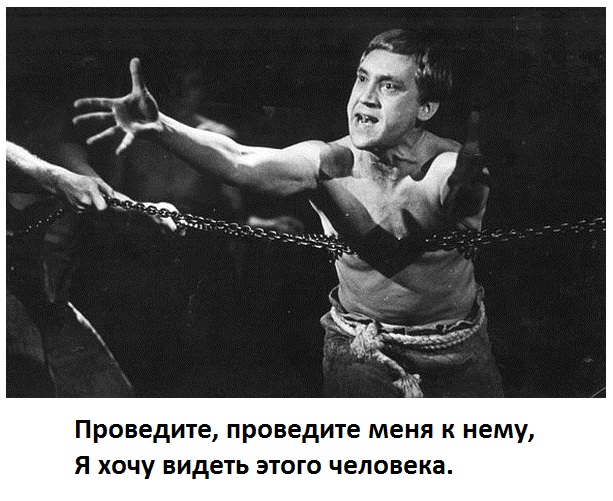 Проведите, проведите меня к нему,
Я хочу видеть этого человека.